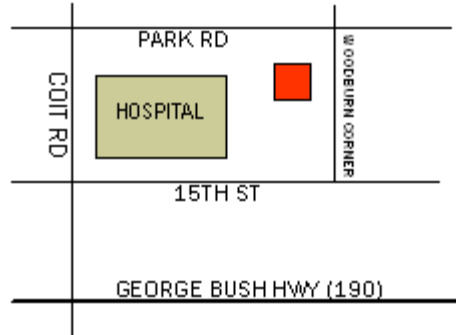 PARK RD
COIT RD
HOSPITAL
WOODBURN CORNER
15TH ST
GEORGE BUSH HWY (190)